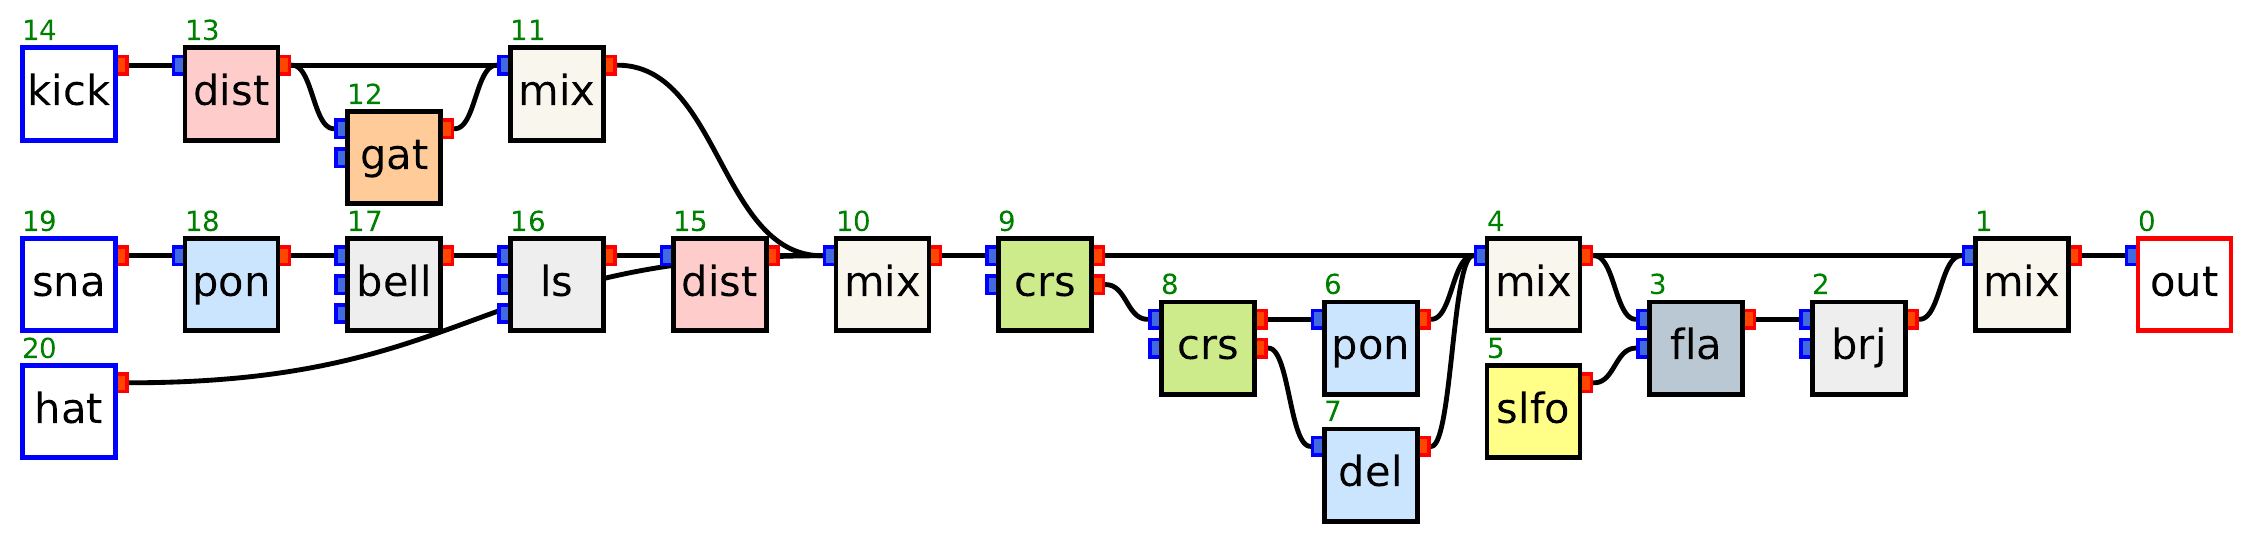 14 13 11
kick dist mix
12
gat
19 18 17 16 15 10 9 4 1 0
sna pon bell ls dist mix crs mix mix out
20 8 6 3 2
hat crs pon fla brj
7 5
del slfo